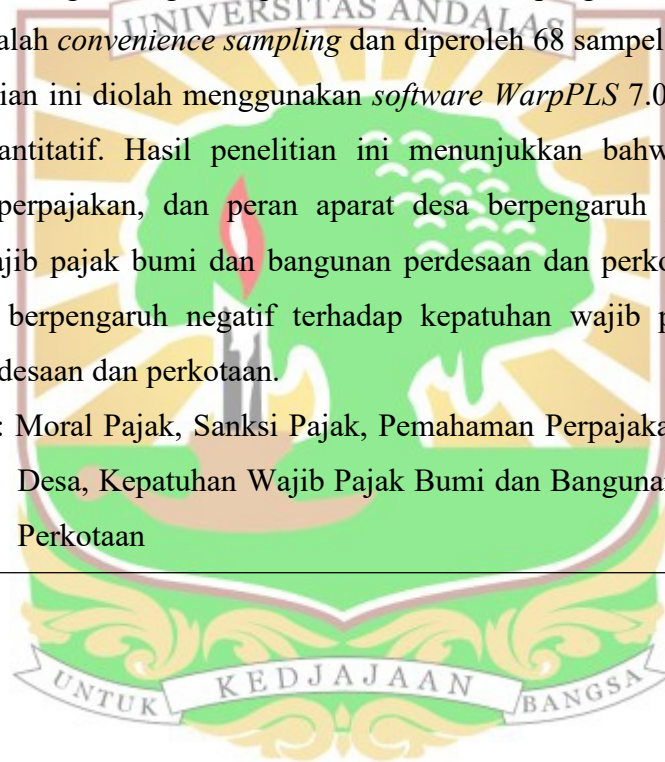 UNIVERSITAS ANDALAS
alah convenience sampling dan diperoleh 68 sampel
ian ini diolah menggunakan software WarpPLS 7.0
antitatif. Hasil penelitian ini menunjukkan bahw
perpajakan, dan peran aparat desa berpengaruh
ajib pajak bumi dan bangunan perdesaan dan perko
berpengaruh negatif terhadap kepatuhan wajib p
desaan dan perkotaan.
: Moral Pajak, Sanksi Pajak, Pemahaman Perpajaka
Desa, Kepatuhan Wajib Pajak Bumi dan Banguna
Perkotaan
UNTUK KEDJAJAAN BANGSA